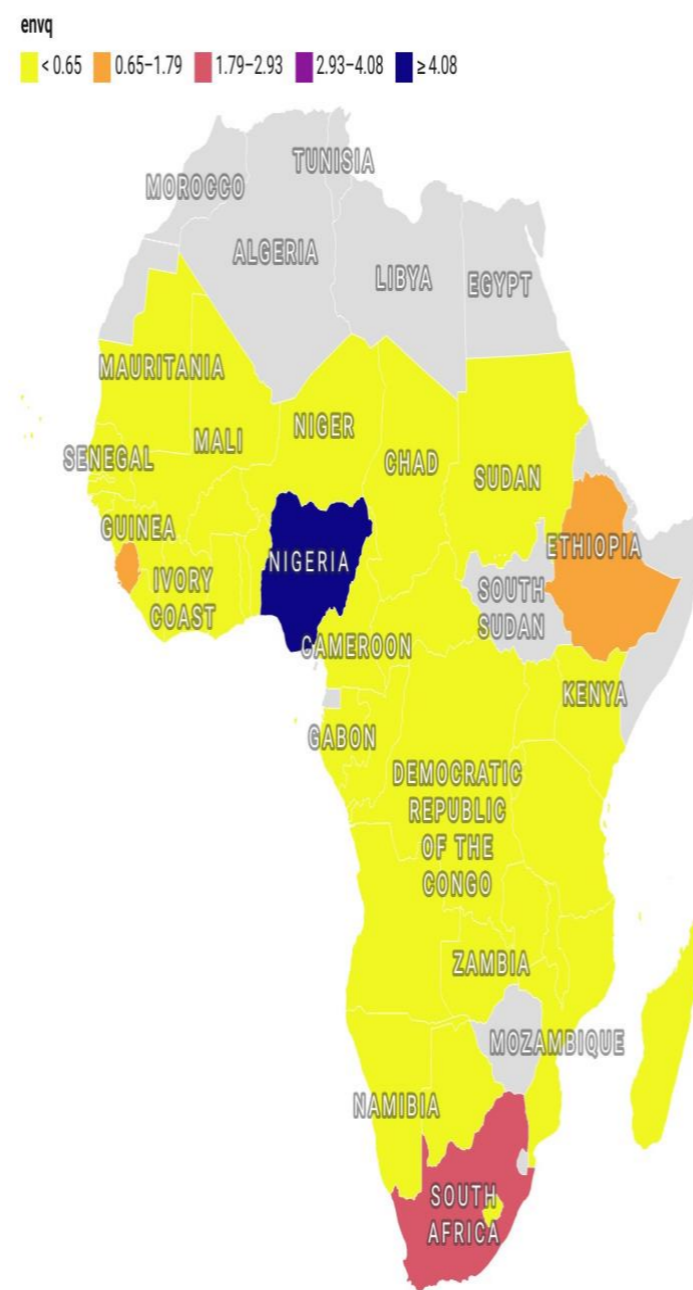 envq
< 0.65 0.65–1.79 1.79–2.93 2.93–4.08 ≥ 4.08
TUNISIA
MOROCCO
ALGERIA
LIBYA
EGYPT
MAURITANIA
NIGER
MALI
SENEGAL
CHAD
SUDAN
GUINEA
ETHIOPIA
NIGERIA
IVORY
COAST
SOUTH
SUDAN
CAMEROON
KENYA
GABON
DEMOCRATIC
REPUBLIC
OF THE
CONGO
ZAMBIA
MOZAMBIQUE
NAMIBIA
SOUTH
AFRICA